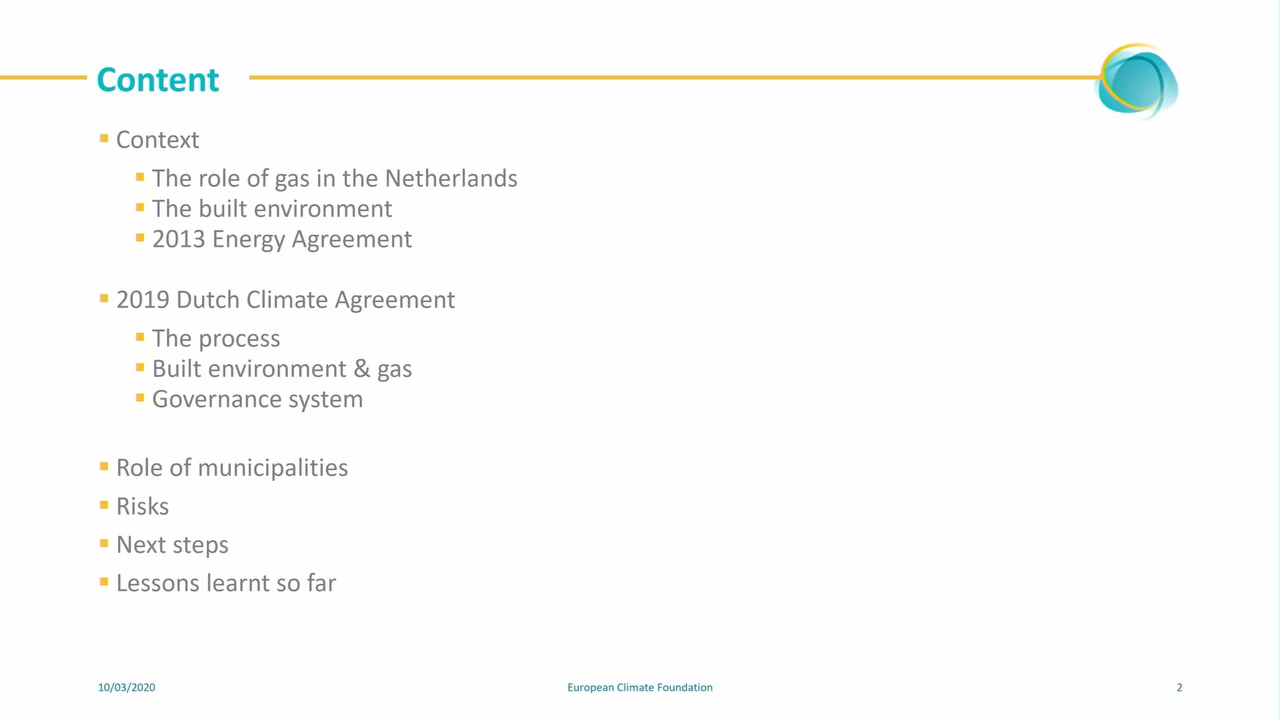 Content
Context
The role of gas in the Netherlands
The built environment
2013 Energy Agreement
2019 Dutch Climate Agreement
The process
Built environment & gas
Governance system
Role of municipalities
Risks
Next steps
Lessons learnt so far
10/03/2020
European Climate Foundation
2